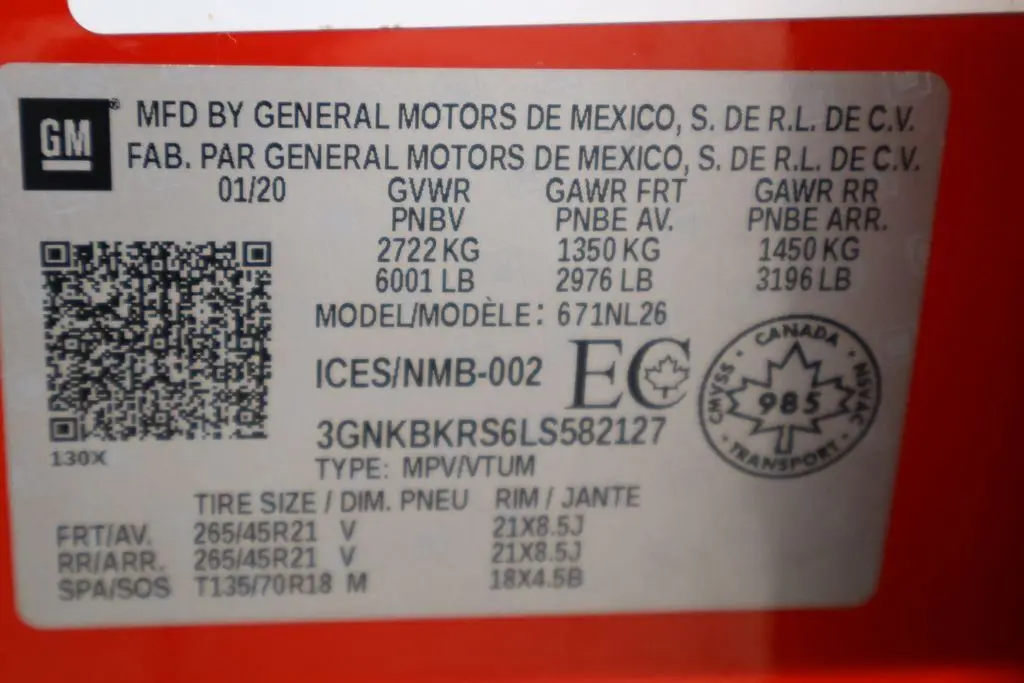 GM® MFD BY GENERAL MOTORS DE MEXICO, S. DE R.L. DE C.V.
FAB. PAR GENERAL MOTORS DE MEXICO, S. DE R.L. DE C.V.
01/20 GVWR GAWR FRT GAWR RR
PNBV PNBE AV. PNBE ARR.
2722 KG 1350 KG 1450 KG
6001 LB 2976 LB 3196 LB
MODEL/MODÈLE: 671NL26
ICES/NMB-002 EC
CANADA
CMVSS 985 NSVAC
TRANSPORT
3GNKBKRS6LS582127
130X
TYPE: MPV/VTUM
TIRE SIZE / DIM. PNEU RIM / JANTE
FRT/AV. 265/45R21 V 21X8.5J
RR/ARR. 265/45R21 V 21X8.5J
SPA/SOS T135/70R18 M 18X4.5B